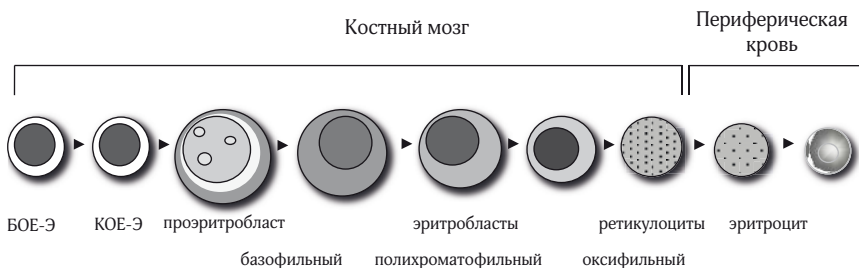 Костный мозг
Периферическая
кровь
БОЕ-Э КОЕ-Э проэритробласт эритробласты ретикулоциты эритроцит
базофильный полихроматофильный оксифильный